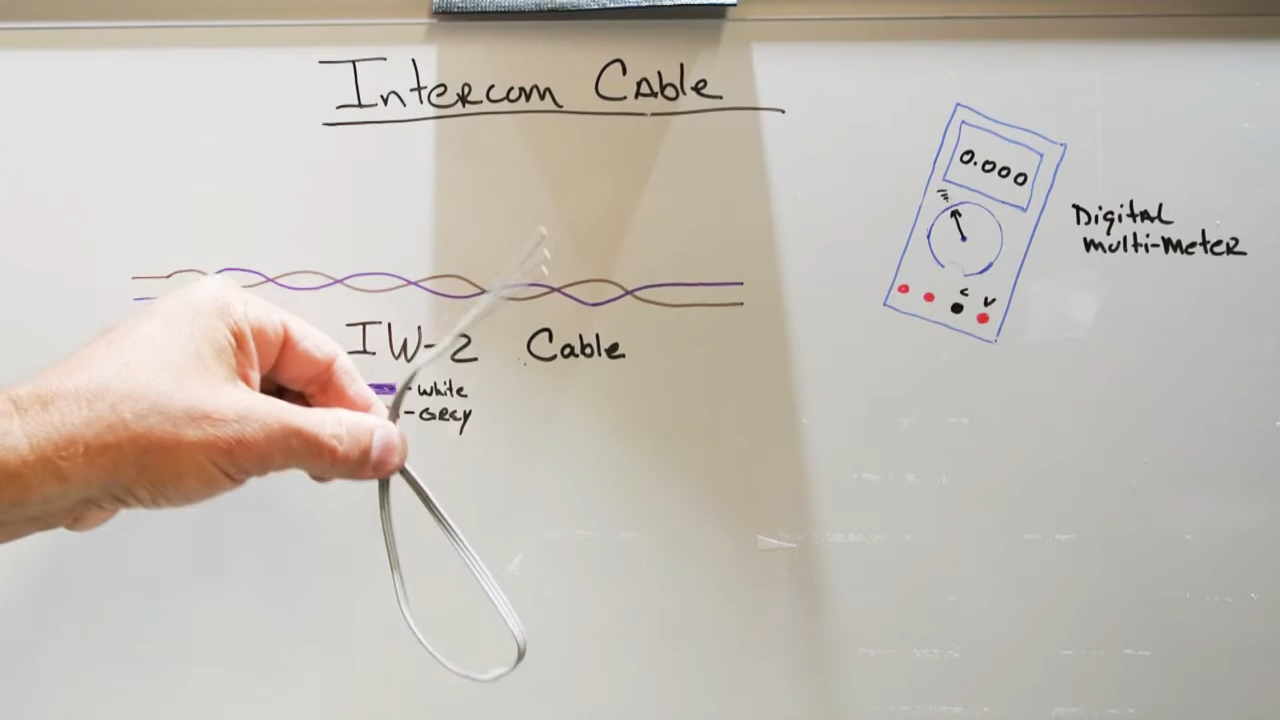 Intercom Cable
0.000
Digital
multi-meter
C
V
IW-2 Cable
- white
- GREY